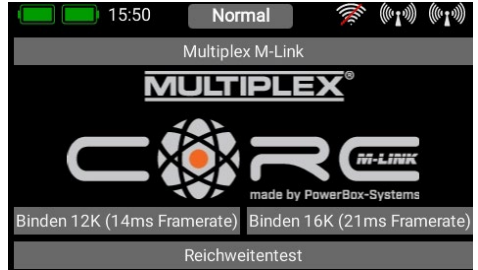 15:50 Normal
Multiplex M-Link
MULTIPLEX®
CORE M-LINK
made by PowerBox-Systems
Binden 12K (14ms Framerate) Binden 16K (21ms Framerate)
Reichweitentest